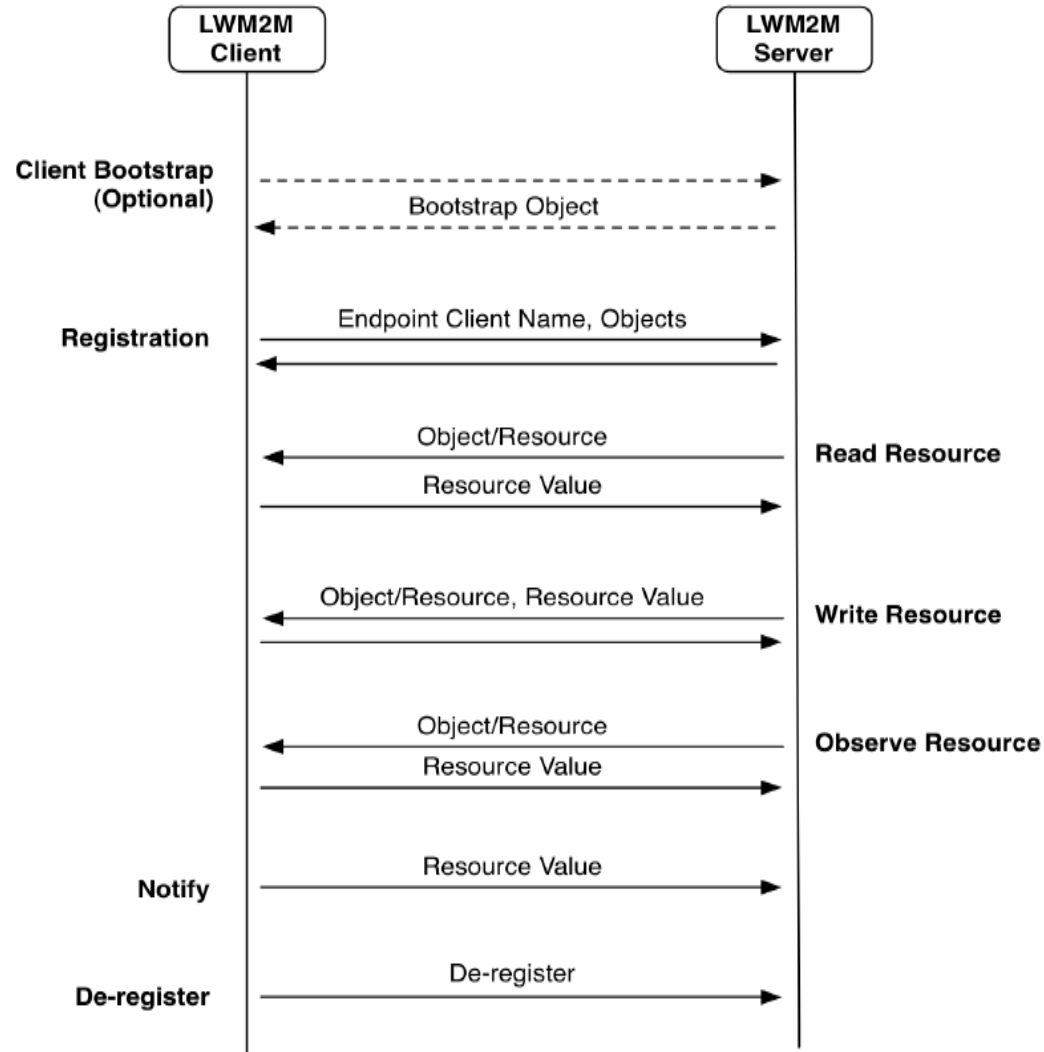 LWM2M
Client
LWM2M
Server
Client Bootstrap
(Optional)
Bootstrap Object
Registration
Endpoint Client Name, Objects
Object/Resource
Read Resource
Resource Value
Object/Resource, Resource Value
Write Resource
Object/Resource
Observe Resource
Resource Value
Notify
Resource Value
De-register
De-register